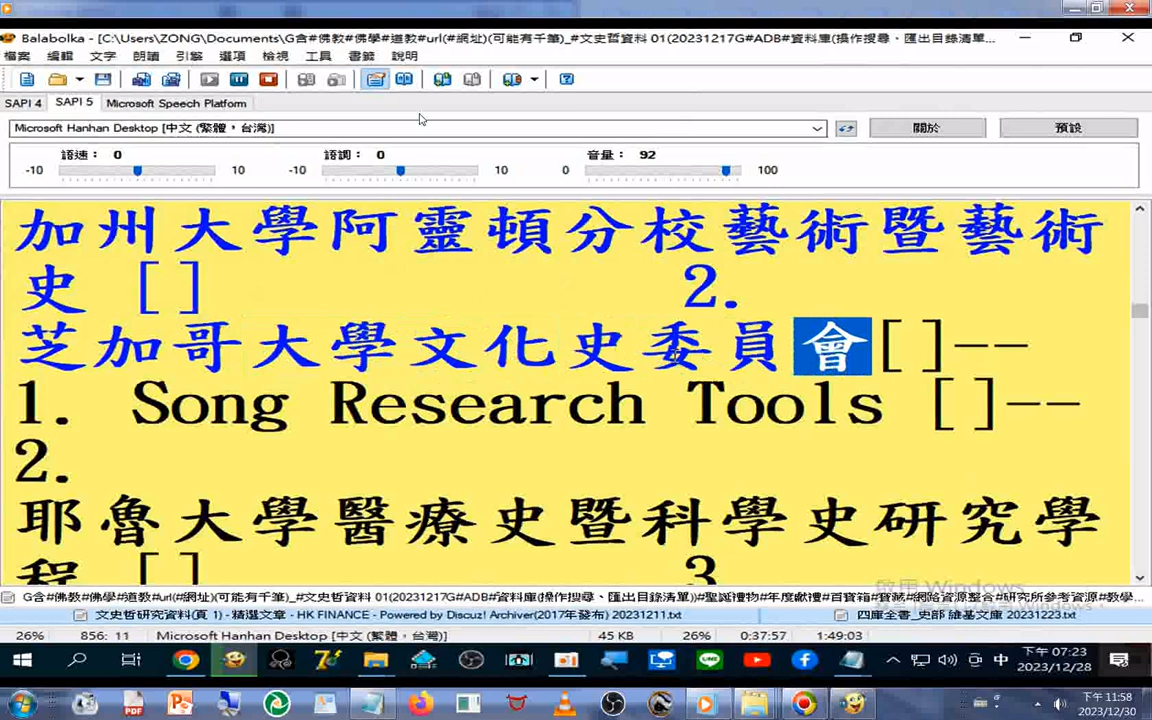 Balabolka - [C:\Users\ZONG\Documents\G含#佛教#佛學#道教#url(#網址)(可能有千筆)_#文史哲資料 01(20231217G#ADB#資料庫(操作搜尋、匯出目錄清單...
檔案 編輯 文字 朗讀 引擎 選項 檢視 工具 書籤 說明
SAPI 4 SAPI 5 Microsoft Speech Platform
Microsoft Hanhan Desktop [中文 (繁體，台灣)] 關於 預設
語速： 0 語調： 0 音量： 92
-10 10 -10 10 0 100
加州大學阿靈頓分校藝術暨藝術
史 [] 2.
芝加哥大學文化史委員會[]--
1. Song Research Tools []--
2.
耶魯大學醫療史暨科學史研究學
程 [] 3
啟用 Windows
G含#佛教#佛學#道教#url(#網址)(可能有千筆)_#文史哲資料 01(20231217G#ADB#資料庫(操作搜尋、匯出目錄清單))#聖誕禮物#年度獻禮#百寶箱#寶藏#網路資源整合#研究所參考資源#教學...
文史哲研究資料(頁 1) - 精選文章 - HK FINANCE - Powered by Discuz! Archiver(2017年發布)20231211.txt 四庫全書_史部 維基文庫 20231223.txt
26% 856: 11 Microsoft Hanhan Desktop [中文 (繁體，台灣)] 45 KB 26% 0:37:57 1:49:03
中 下午 07:23
2023/12/28
下午 11:58
2023/12/30